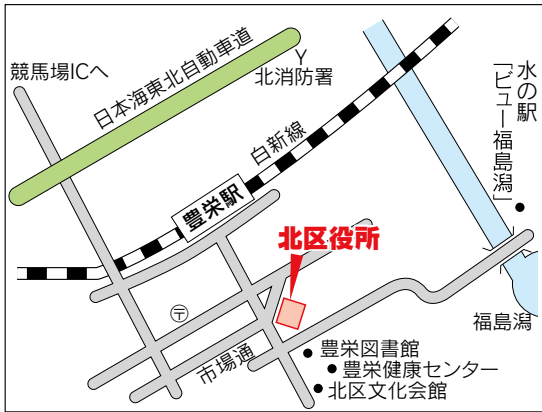 競馬場ICへ
日本海東北自動車道
Y
北消防署
水の駅
「ビュー福島潟」
白新線
豊栄駅
北区役所
〒
福島潟
市場通
豊栄図書館
豊栄健康センター
北区文化会館